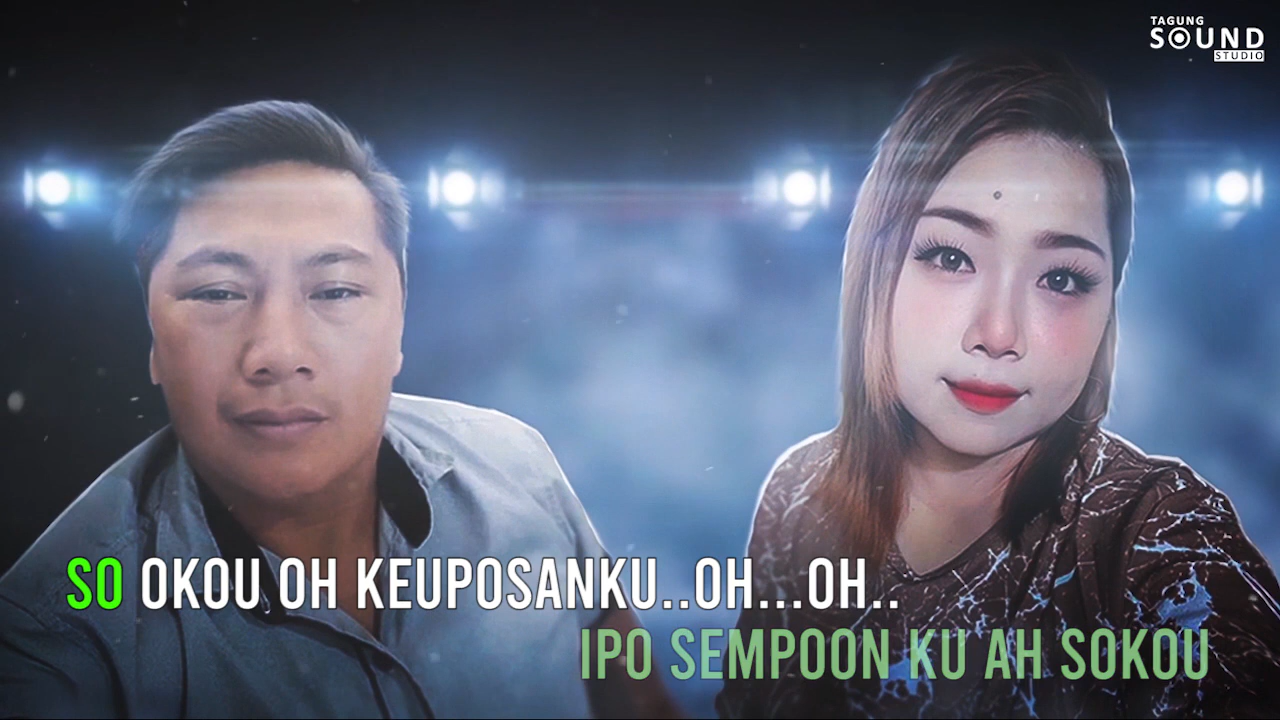 TAGUNG
SOUND
STUDIO
SO OKOU OH KEUPOSANKU..OH...OH..
IPO SEMPOON KU AH SOKOU